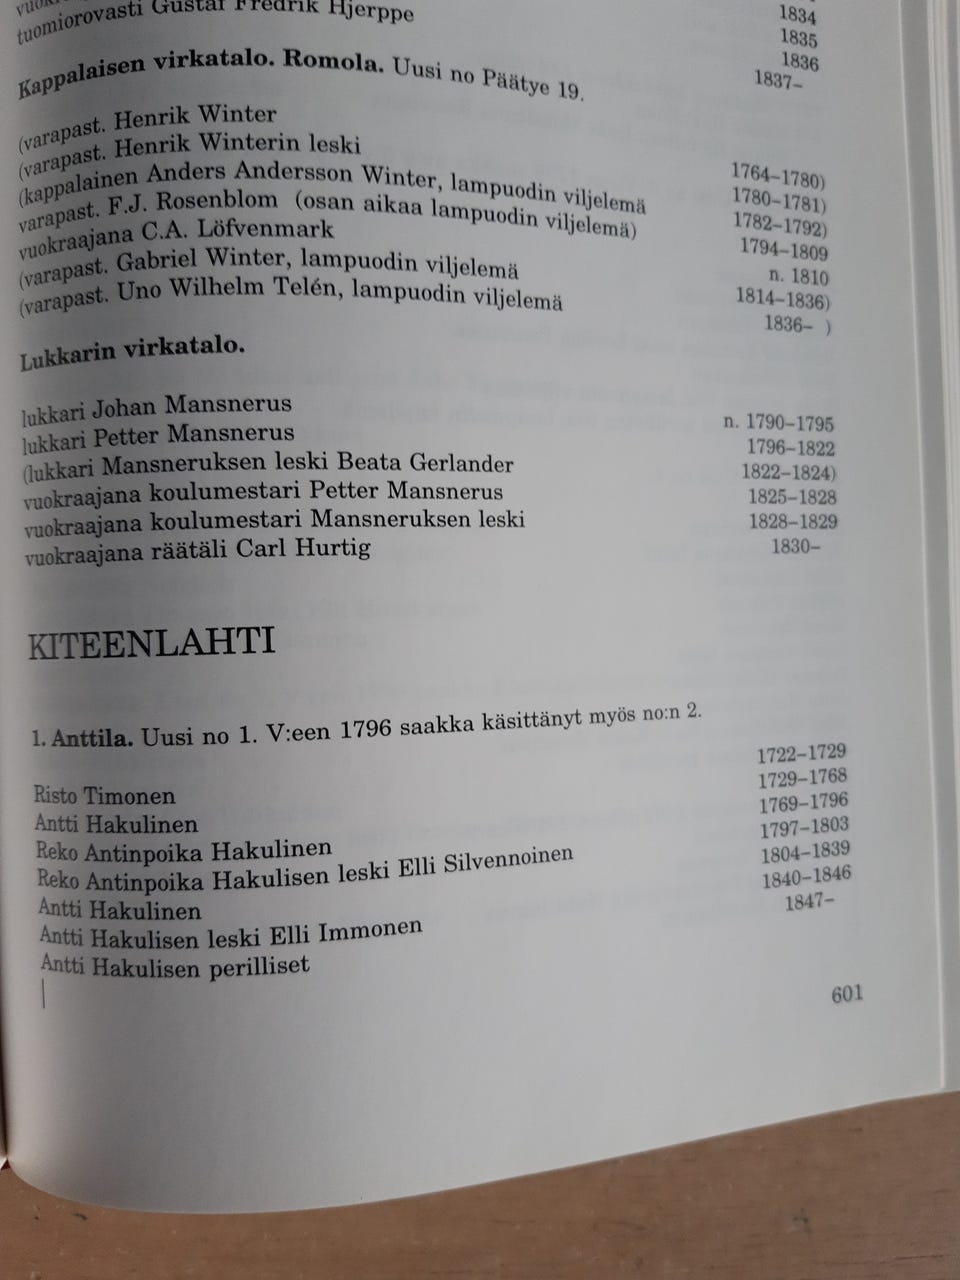 1834
1835
1836
tuomiorovasti Gustaf Fredrik Hjerppe 1837–
Kappalaisen virkatalo. Romola. Uusi no Päätye 19.
(varapast. Henrik Winter 1764–1780)
(varapast. Henrik Winterin leski 1780–1781)
(kappalainen Anders Andersson Winter, lampuodin viljelemä 1782–1792)
varapast. F.J. Rosenblom (osan aikaa lampuodin viljelemä) 1794–1809
vuokraajana C.A. Löfvenmark n. 1810
(varapast. Gabriel Winter, lampuodin viljelemä 1814–1836)
(varapast. Uno Wilhelm Telén, lampuodin viljelemä 1836– )
Lukkarin virkatalo.
lukkari Johan Mansnerus n. 1790–1795
lukkari Petter Mansnerus 1796–1822
(lukkari Mansneruksen leski Beata Gerlander 1822–1824)
vuokraajana koulumestari Petter Mansnerus 1825–1828
vuokraajana koulumestari Mansneruksen leski 1828–1829
vuokraajana räätäli Carl Hurtig 1830–
KITEENLAHTI
1. Anttila. Uusi no 1. V:een 1796 saakka käsittänyt myös no:n 2.
Risto Timonen 1722–1729
Antti Hakulinen 1729–1768
Reko Antinpoika Hakulinen 1769–1796
Reko Antinpoika Hakulisen leski Elli Silvennoinen 1797–1803
Antti Hakulinen 1804–1839
Antti Hakulisen leski Elli Immonen 1840–1846
Antti Hakulisen perilliset 1847–
601